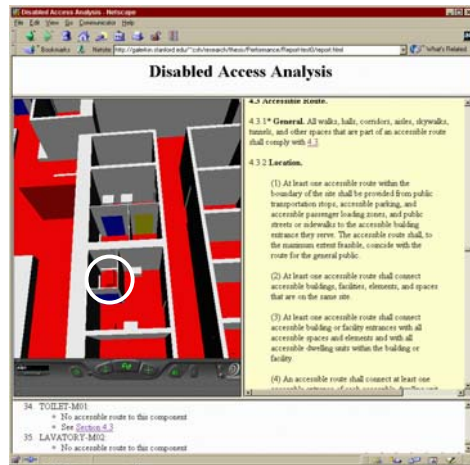 Disabled Access Analysis - Netscape
File Edit View Go Communicator Help
Bookmarks Netsite http://gaterkin.stanford.edu/ What's Related
Disabled Access Analysis
4.3 Accessible Route.
4.3.1* General. All walks, halls, corridors, aisles, skywalks,
tunnels, and other spaces that are part of an accessible route
shall comply with 4.3
4.3.2 Location.
(1) At least one accessible route within the
boundary of the site shall be provided from public
transportation stops, accessible parking, and
accessible passenger loading zones, and public
streets or sidewalks to the accessible building
entrance they serve. The accessible route shall, to
the maximum extent feasible, coincide with the
route for the general public.
(2) At least one accessible route shall connect
accessible buildings, facilities, elements, and spaces
that are on the same site.
(3) At least one accessible route shall connect
accessible building or facility entrances with all
accessible spaces and elements and with all
accessible dwelling units within the building or
facility.
(4) An accessible route shall connect at least one
34. TOILET-M01:
No accessible route to this component
See Section 4.3
35. LAVATORY-M02:
No accessible route to this component